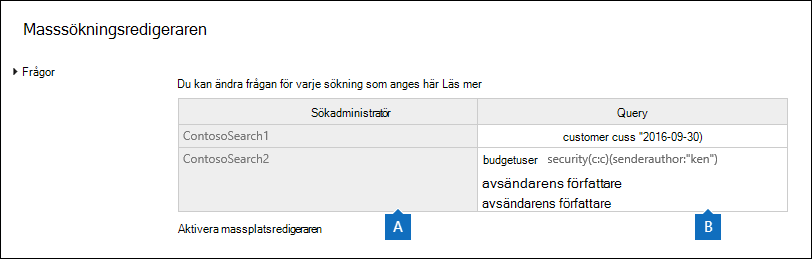 Masssökningsredigeraren
Frågor
Du kan ändra frågan för varje sökning som anges här Läs mer
Sökadministratör Query
ContosoSearch1 customer cuss "2016-09-30)
ContosoSearch2 budgetuser security(c:c)(senderauthor:"ken")
avsändarens författare
avsändarens författare
A B
Aktivera massplatsredigeraren